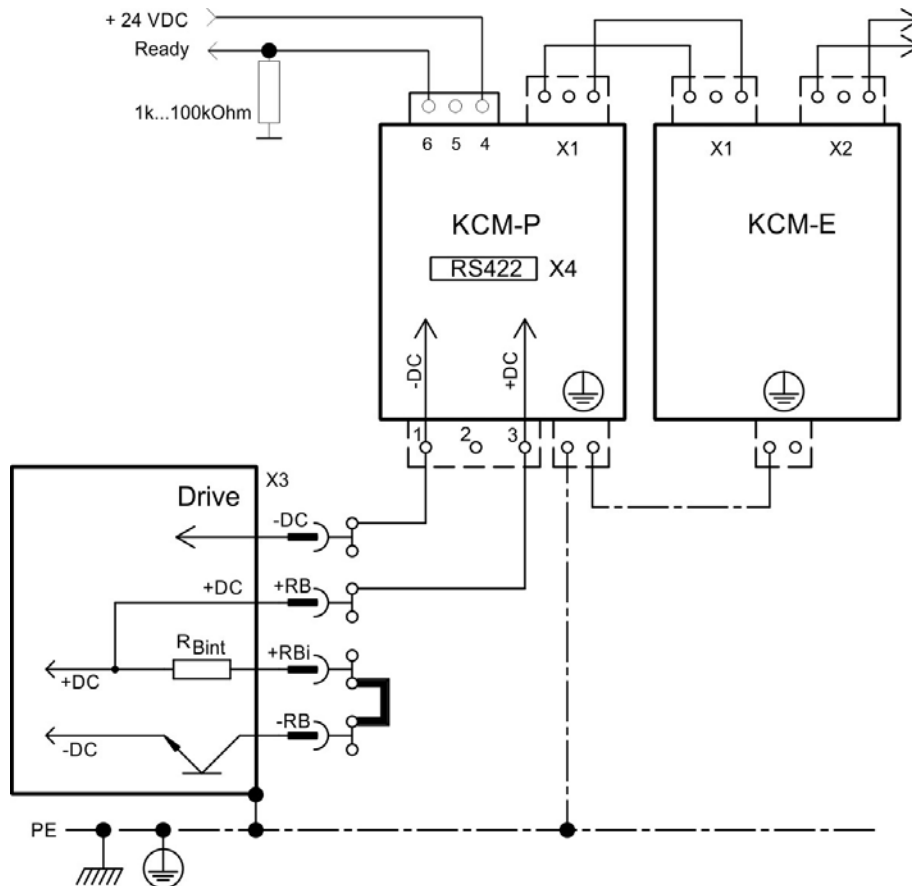 + 24 VDC
Ready
1k...100kOhm
6 5 4 X1
X1 X2
KCM-P
KCM-E
RS422 X4
-DC
+DC
1 2 3
X3
Drive
-DC
+DC +RB
RBint
+RBi
+DC
-RB
-DC
PE